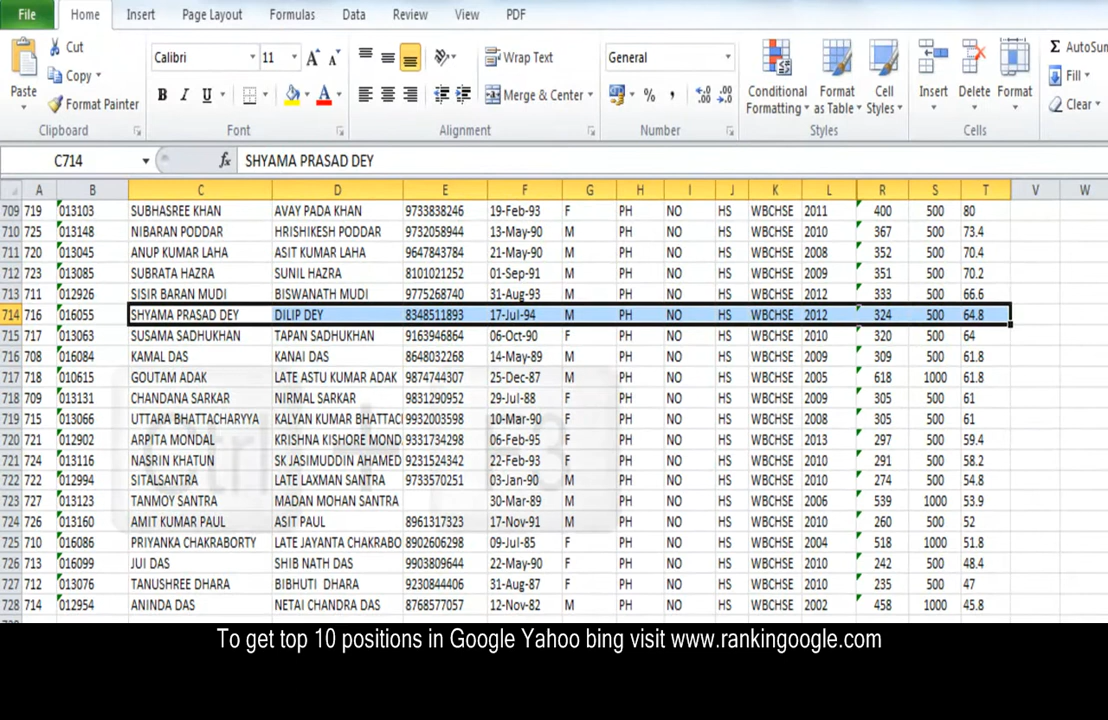 File Home Insert Page Layout Formulas Data Review View PDF
Cut
Copy
Format Painter
Paste
Clipboard
Calibri 11 A A
B I U A
Font
Wrap Text
Merge & Center
Alignment
General
% ,
Number
Conditional Formatting
Format as Table
Cell Styles
Styles
Insert Delete Format
Cells
Σ AutoSum
Fill
Clear
C714 fx SHYAMA PRASAD DEY
A B C D E F G H I J K L R S T V W
709 719 013103 SUBHASREE KHAN AVAY PADA KHAN 9733838246 19-Feb-93 F PH NO HS WBCHSE 2011 400 500 80
710 725 013148 NIBARAN PODDAR HRISHIKESH PODDAR 9732058944 13-May-90 M PH NO HS WBCHSE 2010 367 500 73.4
711 720 013045 ANUP KUMAR LAHA ASIT KUMAR LAHA 9647843784 21-May-90 M PH NO HS WBCHSE 2008 352 500 70.4
712 723 013085 SUBRATA HAZRA SUNIL HAZRA 8101021252 01-Sep-91 M PH NO HS WBCHSE 2009 351 500 70.2
713 711 012926 SISIR BARAN MUDI BISWANATH MUDI 9775268740 31-Aug-93 M PH NO HS WBCHSE 2012 333 500 66.6
714 716 016055 SHYAMA PRASAD DEY DILIP DEY 8348511893 17-Jul-94 M PH NO HS WBCHSE 2012 324 500 64.8
715 717 013063 SUSAMA SADHUKHAN TAPAN SADHUKHAN 9163946864 06-Oct-90 F PH NO HS WBCHSE 2010 320 500 64
716 708 016084 KAMAL DAS KANAI DAS 8648032268 14-May-89 M PH NO HS WBCHSE 2009 309 500 61.8
717 718 010615 GOUTAM ADAK LATE ASTU KUMAR ADAK 9874744307 25-Dec-87 M PH NO HS WBCHSE 2005 618 1000 61.8
718 709 013131 CHANDANA SARKAR NIRMAL SARKAR 9831290952 29-Jul-88 F PH NO HS WBCHSE 2009 305 500 61
719 715 013066 UTTARA BHATTACHARYYA KALYAN KUMAR BHATTACI 9932003598 10-Mar-90 F PH NO HS WBCHSE 2008 305 500 61
720 721 012902 ARPITA MONDAL KRISHNA KISHORE MOND. 9331734298 06-Feb-95 F PH NO HS WBCHSE 2013 297 500 59.4
721 724 013116 NASRIN KHATUN SK JASIMUDDIN AHAMED 9231524342 22-Feb-93 F PH NO HS WBCHSE 2010 291 500 58.2
722 722 012994 SITALSANTRA LATE LAXMAN SANTRA 9733570251 03-Jan-90 M PH NO HS WBCHSE 2010 274 500 54.8
723 727 013123 TANMOY SANTRA MADAN MOHAN SANTRA 30-Mar-89 M PH NO HS WBCHSE 2006 539 1000 53.9
724 726 013160 AMIT KUMAR PAUL ASIT PAUL 8961317323 17-Nov-91 M PH NO HS WBCHSE 2010 260 500 52
725 710 016086 PRIYANKA CHAKRABORTY LATE JAYANTA CHAKRABO 8902606298 09-Jul-85 F PH NO HS WBCHSE 2004 518 1000 51.8
726 713 016099 JUI DAS SHIB NATH DAS 9903809644 22-May-90 F PH NO HS WBCHSE 2010 242 500 48.4
727 712 013076 TANUSHREE DHARA BIBHUTI DHARA 9230844406 31-Aug-87 F PH NO HS WBCHSE 2010 235 500 47
728 714 012954 ANINDA DAS NETAI CHANDRA DAS 8768577057 12-Nov-82 M PH NO HS WBCHSE 2002 458 1000 45.8
To get top 10 positions in Google Yahoo bing visit www.rankingoogle.com